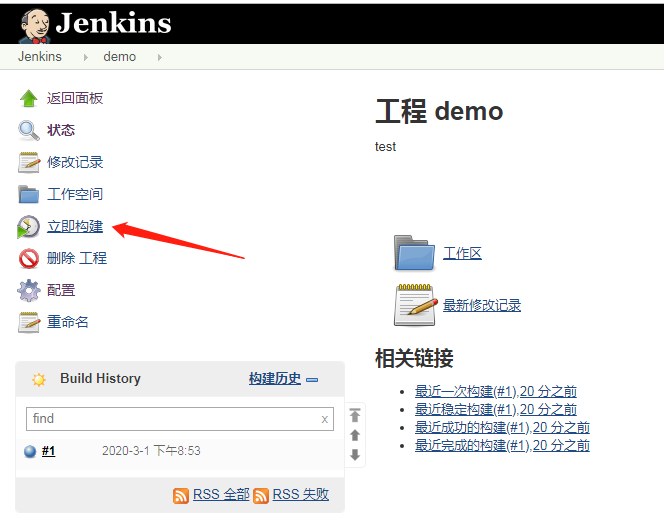 Jenkins
Jenkins demo
返回面板
状态
修改记录
工作空间
立即构建
删除 工程
配置
重命名
Build History 构建历史
find x
#1 2020-3-1 下午8:53
RSS 全部 RSS 失败
工程 demo
test
工作区
最新修改记录
相关链接
最近一次构建(#1),20 分之前
最近稳定构建(#1),20 分之前
最近成功的构建(#1),20 分之前
最近完成的构建(#1),20 分之前